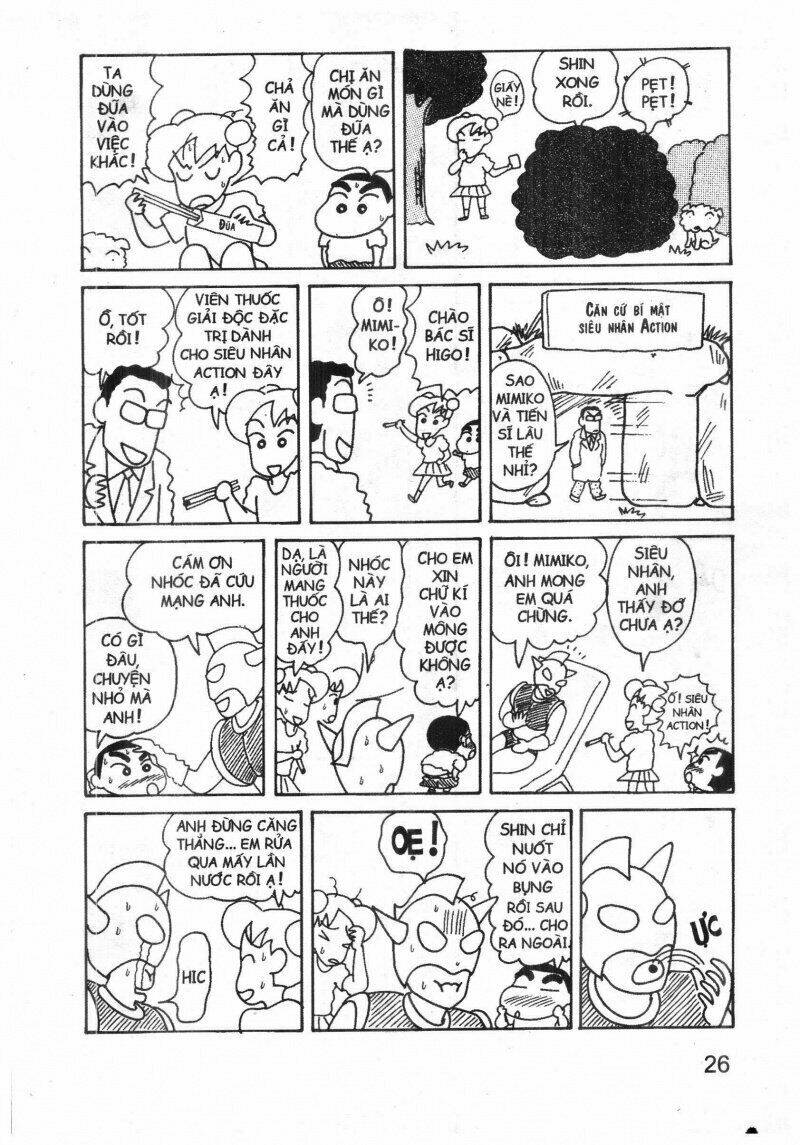 PẸT!
PẸT!
SHIN
XONG
RỒI.
GIẤY
NÈ!
CHỊ ĂN
MÓN GÌ
MÀ DÙNG
ĐŨA
THẾ Ạ?
CHẢ
ĂN GÌ
CẢ!
TA
DÙNG
ĐŨA
VÀO
VIỆC
KHÁC!
ĐŨA
CĂN CỨ BÍ MẬT
SIÊU NHÂN ACTION
SAO
MIMIKO
VÀ TIẾN
SĨ LÂU
THẾ
NHỈ?
CHÀO
BÁC SĨ
HIGO!
Ồ!
MIMI-
KO!
VIÊN THUỐC
GIẢI ĐỘC ĐẶC
TRỊ DÀNH
CHO SIÊU NHÂN
ACTION ĐÂY
Ạ!
Ồ, TỐT
RỒI!
SIÊU
NHÂN,
ANH
THẤY ĐỠ
CHƯA Ạ?
ÔI! MIMIKO,
ANH MONG
EM QUÁ
CHỪNG.
Ố! SIÊU
NHÂN
ACTION!
CHO EM
XIN
CHỮ KÍ
VÀO
MÔNG
ĐƯỢC
KHÔNG
Ạ?
NHÓC
NÀY
LÀ AI
THẾ?
DẠ, LÀ
NGƯỜI
MANG
THUỐC
CHO
ANH
ĐẤY!
CÁM ƠN
NHÓC ĐÃ CỨU
MẠNG ANH.
CÓ GÌ
ĐÂU,
CHUYỆN
NHỎ MÀ
ANH!
ỰC
SHIN CHỈ
NUỐT
NÓ VÀO
BỤNG
RỒI SAU
ĐÓ... CHO
RA NGOÀI.
OẸ!
ANH ĐỪNG CĂNG
THẲNG... EM RỬA
QUA MẤY LẦN
NƯỚC RỒI Ạ!
HIC
26